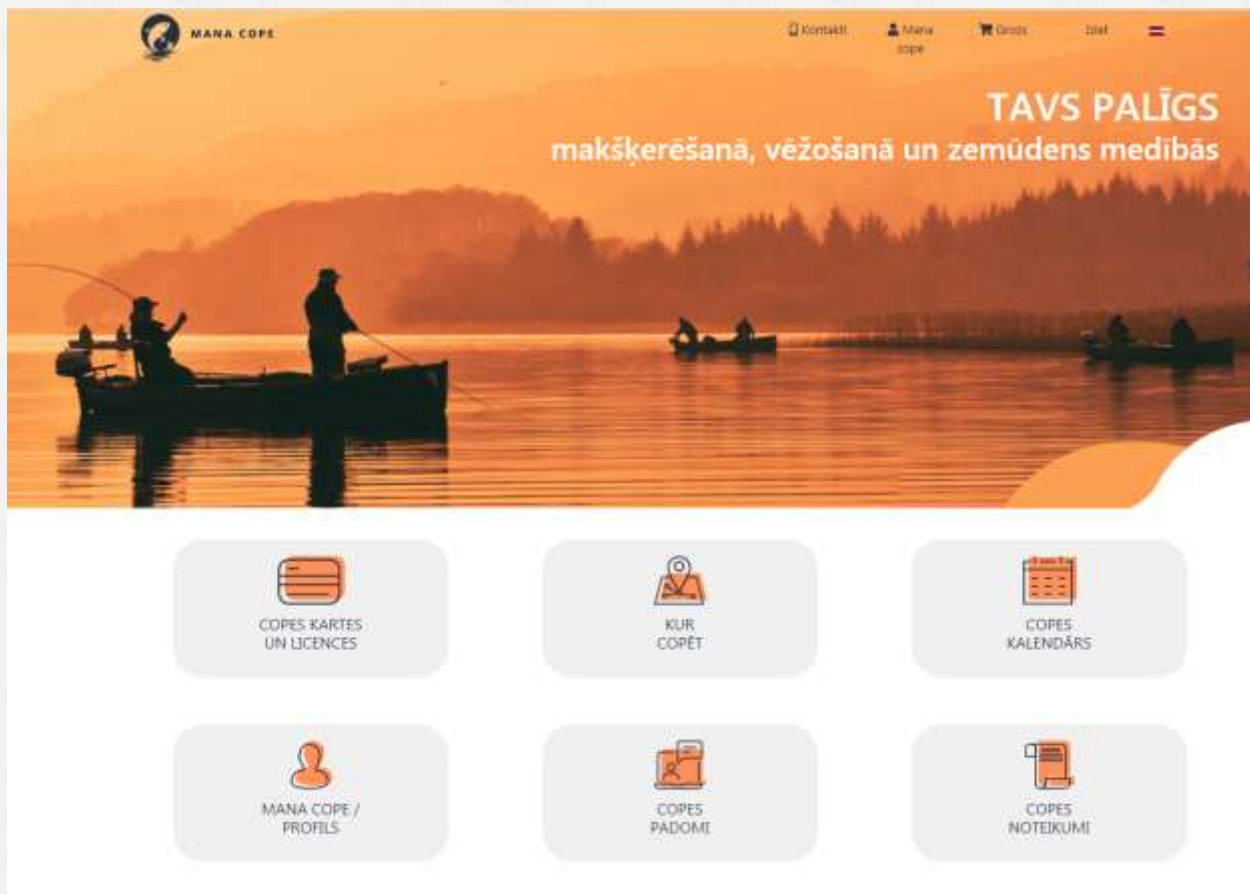 MANA COPE
Kontakti
Mana
cope
Grozs
Iziet
TAVS PALĪGS
makšķerēšanā, vēžošanā un zemūdens medībās
COPES KARTES
UN LICENCES
KUR
COPĒT
COPES
KALENDĀRS
MANA COPE /
PROFILS
COPES
PADOMI
COPES
NOTEIKUMI